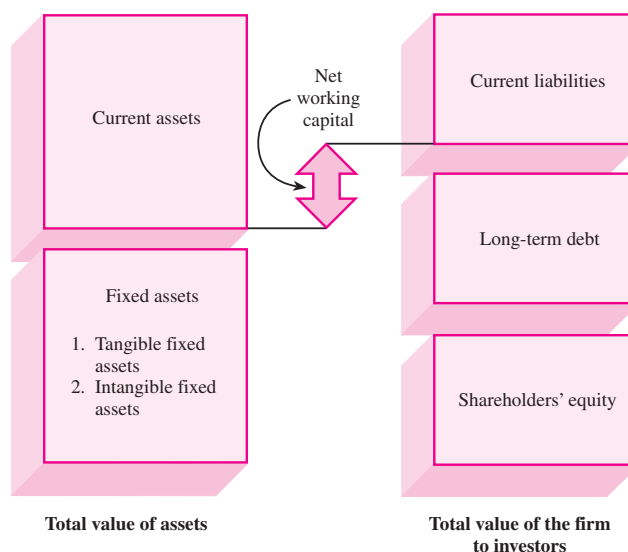 Current assets
Net
working
capital
Current liabilities
Fixed assets
1. Tangible fixed
assets
2. Intangible fixed
assets
Long-term debt
Shareholders’ equity
Total value of assets
Total value of the firm
to investors